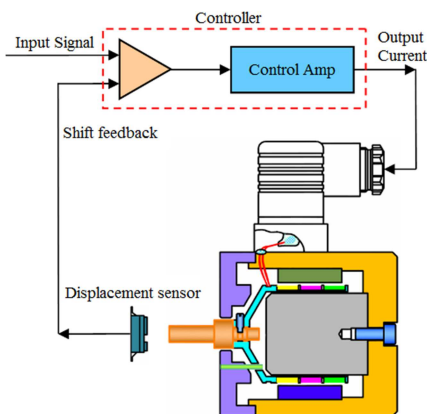 Controller
Input Signal
Output
Current
Control Amp
Shift feedback
Displacement sensor